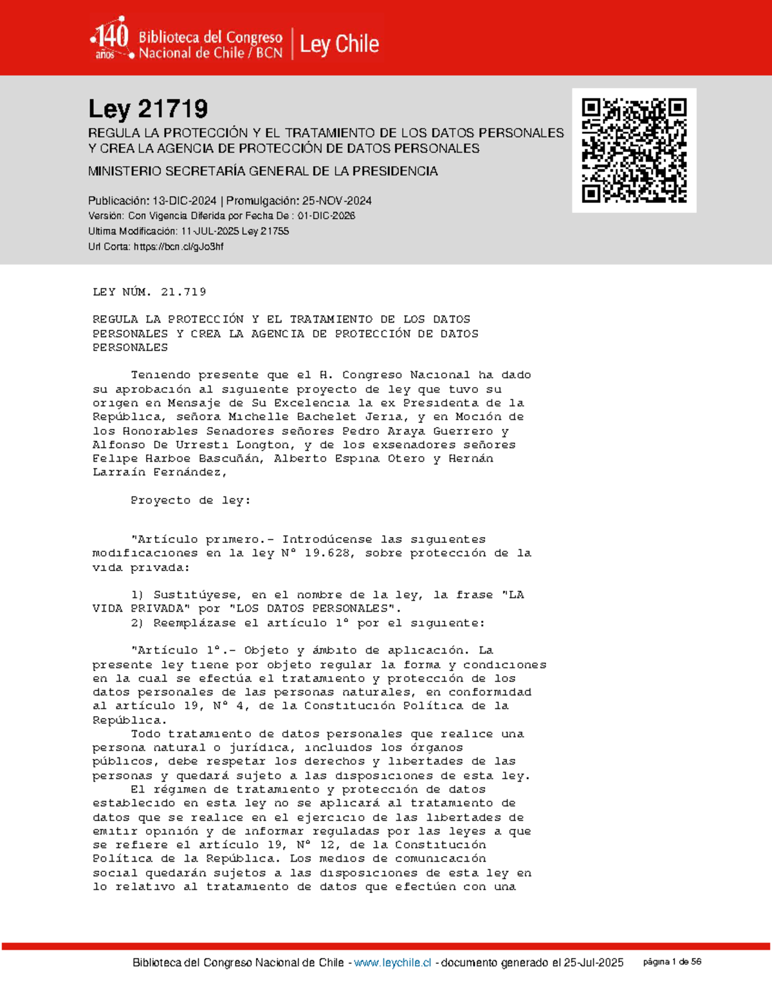 140 años
Biblioteca del Congreso
Nacional de Chile / BCN
Ley Chile
Ley 21719
REGULA LA PROTECCIÓN Y EL TRATAMIENTO DE LOS DATOS PERSONALES
Y CREA LA AGENCIA DE PROTECCIÓN DE DATOS PERSONALES
MINISTERIO SECRETARÍA GENERAL DE LA PRESIDENCIA
Publicación: 13-DIC-2024 | Promulgación: 25-NOV-2024
Versión: Con Vigencia Diferida por Fecha De : 01-DIC-2026
Ultima Modificación: 11-JUL-2025 Ley 21755
Url Corta: https://bcn.cl/gJo3hf
LEY NÚM. 21.719
REGULA LA PROTECCIÓN Y EL TRATAMIENTO DE LOS DATOS
PERSONALES Y CREA LA AGENCIA DE PROTECCIÓN DE DATOS
PERSONALES
Teniendo presente que el H. Congreso Nacional ha dado
su aprobación al siguiente proyecto de ley que tuvo su
origen en Mensaje de Su Excelencia la ex Presidenta de la
República, señora Michelle Bachelet Jeria, y en Moción de
los Honorables Senadores señores Pedro Araya Guerrero y
Alfonso De Urresti Longton, y de los exsenadores señores
Felipe Harboe Bascuñán, Alberto Espina Otero y Hernán
Larraín Fernández,
Proyecto de ley:
"Artículo primero.- Introdúcense las siguientes
modificaciones en la ley Nº 19.628, sobre protección de la
vida privada:
1) Sustitúyese, en el nombre de la ley, la frase "LA
VIDA PRIVADA" por "LOS DATOS PERSONALES".
2) Reemplázase el artículo 1º por el siguiente:
"Artículo 1º.- Objeto y ámbito de aplicación. La
presente ley tiene por objeto regular la forma y condiciones
en la cual se efectúa el tratamiento y protección de los
datos personales de las personas naturales, en conformidad
al artículo 19, Nº 4, de la Constitución Política de la
República.
Todo tratamiento de datos personales que realice una
persona natural o jurídica, incluidos los órganos
públicos, debe respetar los derechos y libertades de las
personas y quedará sujeto a las disposiciones de esta ley.
El régimen de tratamiento y protección de datos
establecido en esta ley no se aplicará al tratamiento de
datos que se realice en el ejercicio de las libertades de
emitir opinión y de informar reguladas por las leyes a que
se refiere el artículo 19, Nº 12, de la Constitución
Política de la República. Los medios de comunicación
social quedarán sujetos a las disposiciones de esta ley en
lo relativo al tratamiento de datos que efectúen con una
Biblioteca del Congreso Nacional de Chile - www.leychile.cl - documento generado el 25-Jul-2025 página 1 de 56